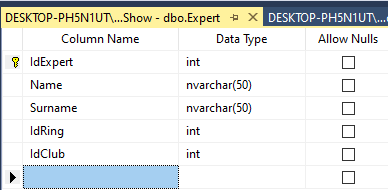 DESKTOP-PH5N1UT\...Show - dbo.Expert DESKTOP-PH5N1UT\
Column Name Data Type Allow Nulls
IdExpert int
Name nvarchar(50)
Surname nvarchar(50)
IdRing int
IdClub int